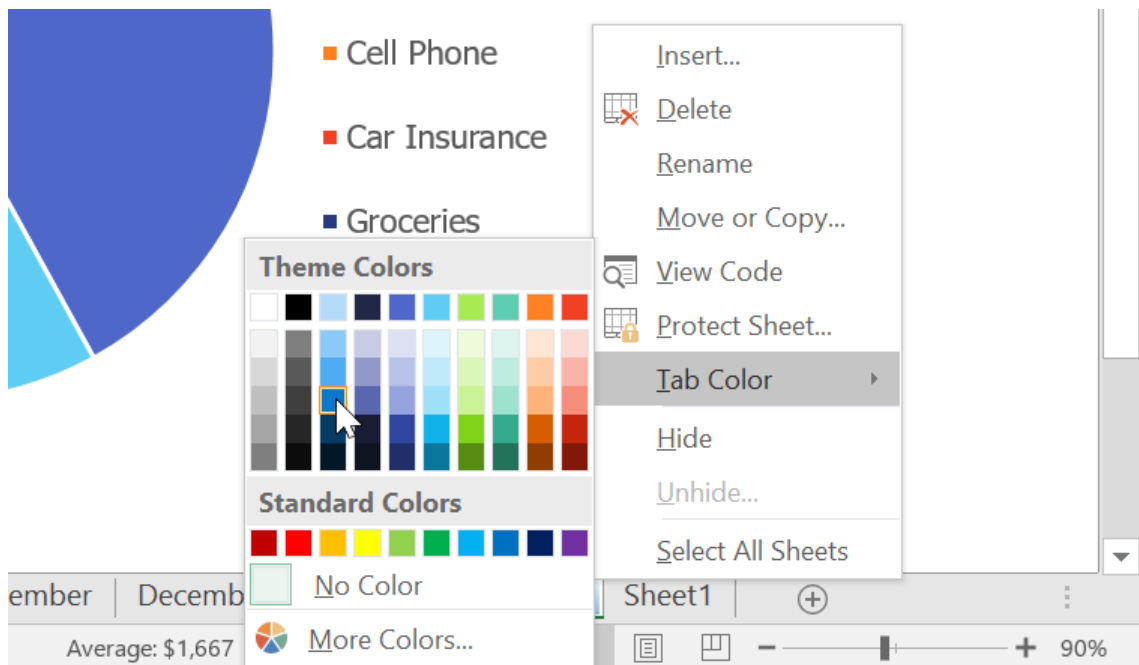 Cell Phone
Car Insurance
Groceries
Insert...
Delete
Rename
Move or Copy...
View Code
Protect Sheet...
Tab Color
Hide
Unhide...
Select All Sheets
Theme Colors
Standard Colors
No Color
More Colors...
ember
Decemb
Sheet1
Average: $1,667
90%